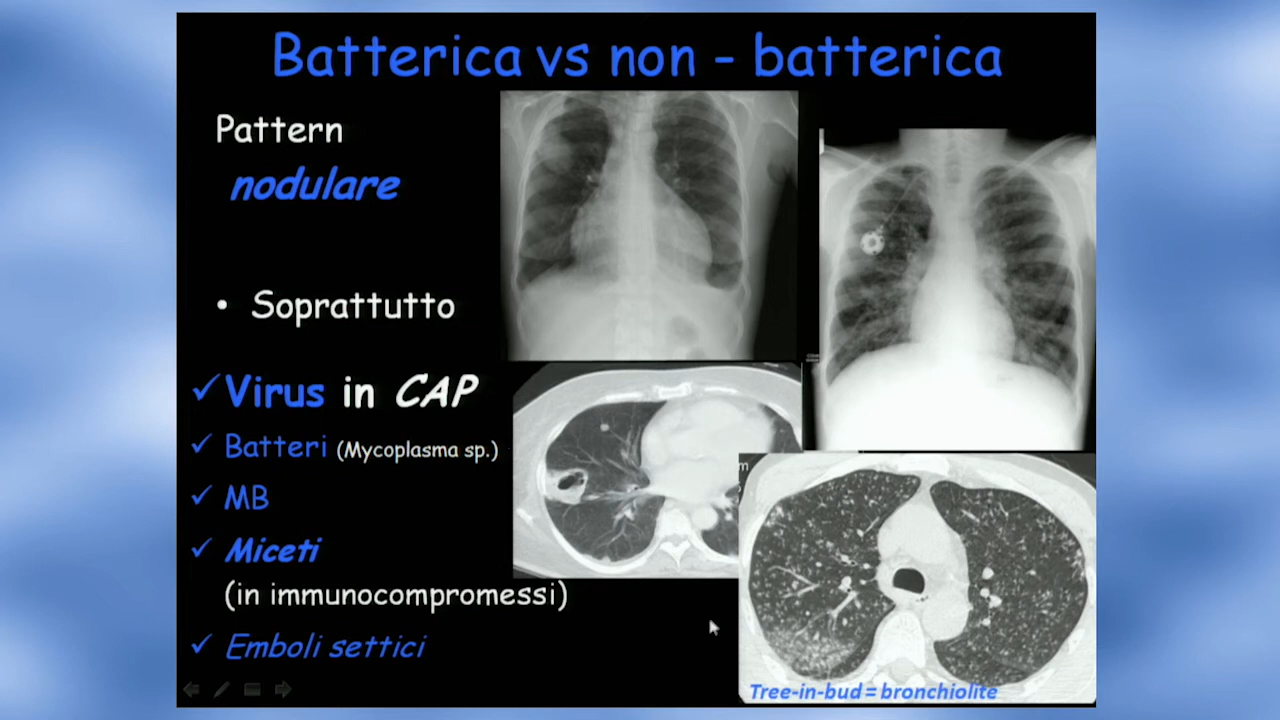 Batterica vs non - batterica
Pattern
nodulare
• Soprattutto
✓Virus in CAP
✓ Batteri (Mycoplasma sp.)
✓ MB
✓ Miceti
(in immunocompromessi)
✓ Emboli settici
Tree-in-bud = bronchiolite